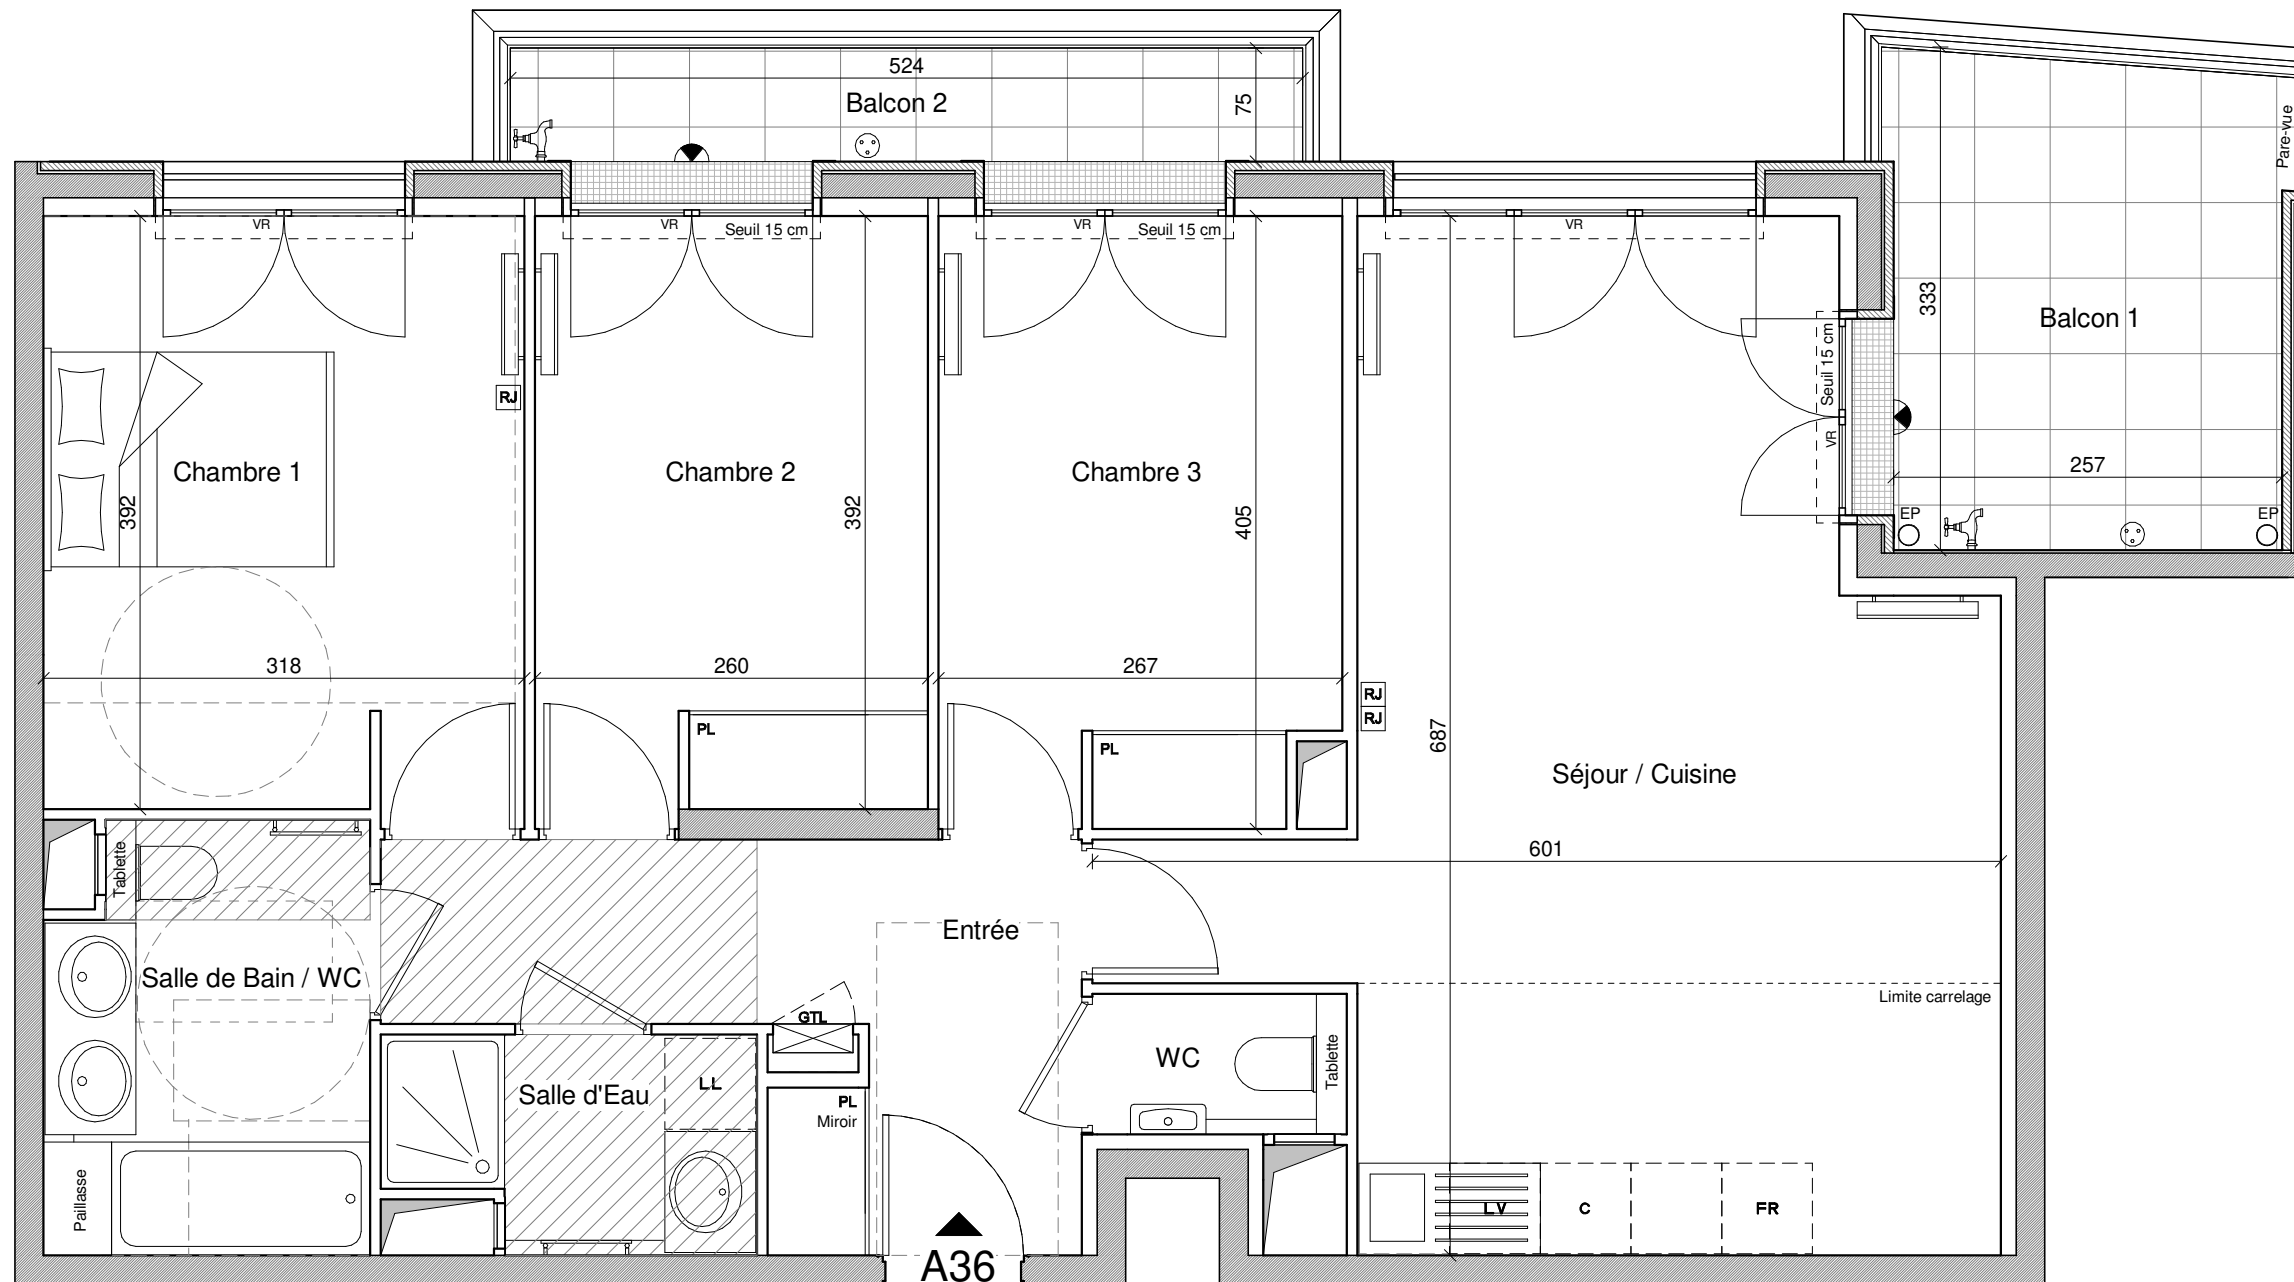 524
Balcon 2
75
Pare-vue
VR
VR
Seuil 15 cm
VR
Seuil 15 cm
VR
333
Balcon 1
Seuil 15 cm
VR
257
EP
EP
RJ
Chambre 1
Chambre 2
Chambre 3
392
392
405
318
260
267
RJ
RJ
687
PL
PL
Séjour / Cuisine
601
Tablette
Entrée
Salle de Bain / WC
Limite carrelage
GTL
WC
Tablette
Salle d'Eau
LL
PL
Miroir
Paillasse
LV
C
FR
A36